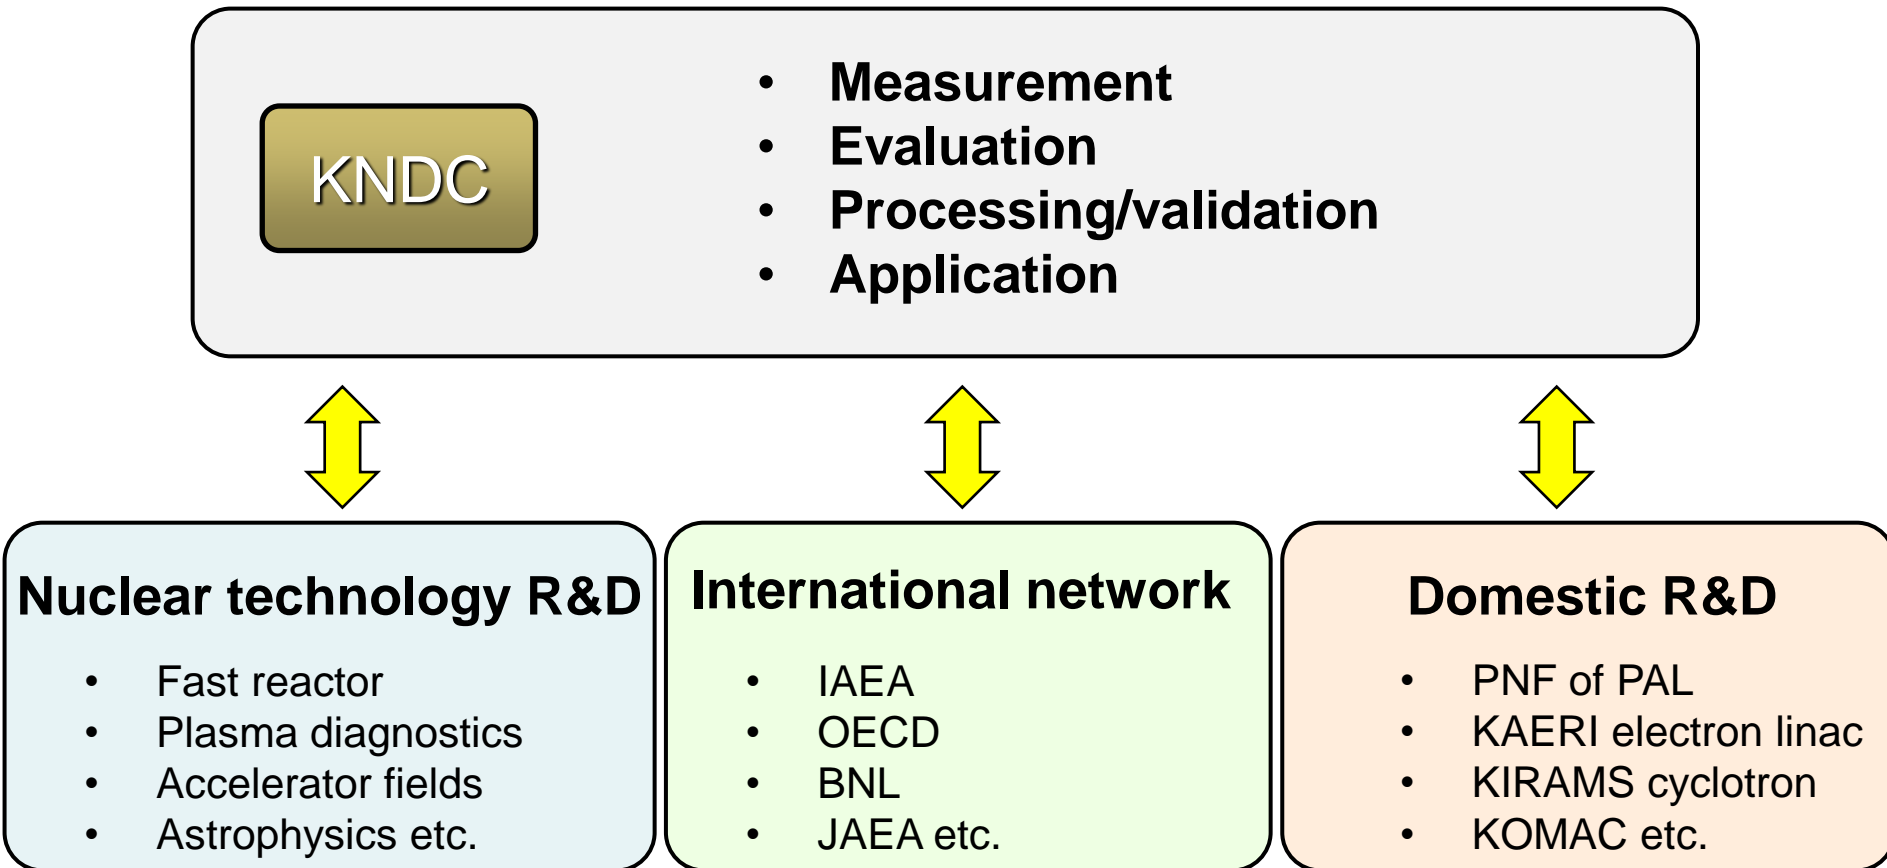 KNDC
• Measurement
• Evaluation
• Processing/validation
• Application
Nuclear technology R&D
• Fast reactor
• Plasma diagnostics
• Accelerator fields
• Astrophysics etc.
International network
• IAEA
• OECD
• BNL
• JAEA etc.
Domestic R&D
• PNF of PAL
• KAERI electron linac
• KIRAMS cyclotron
• KOMAC etc.